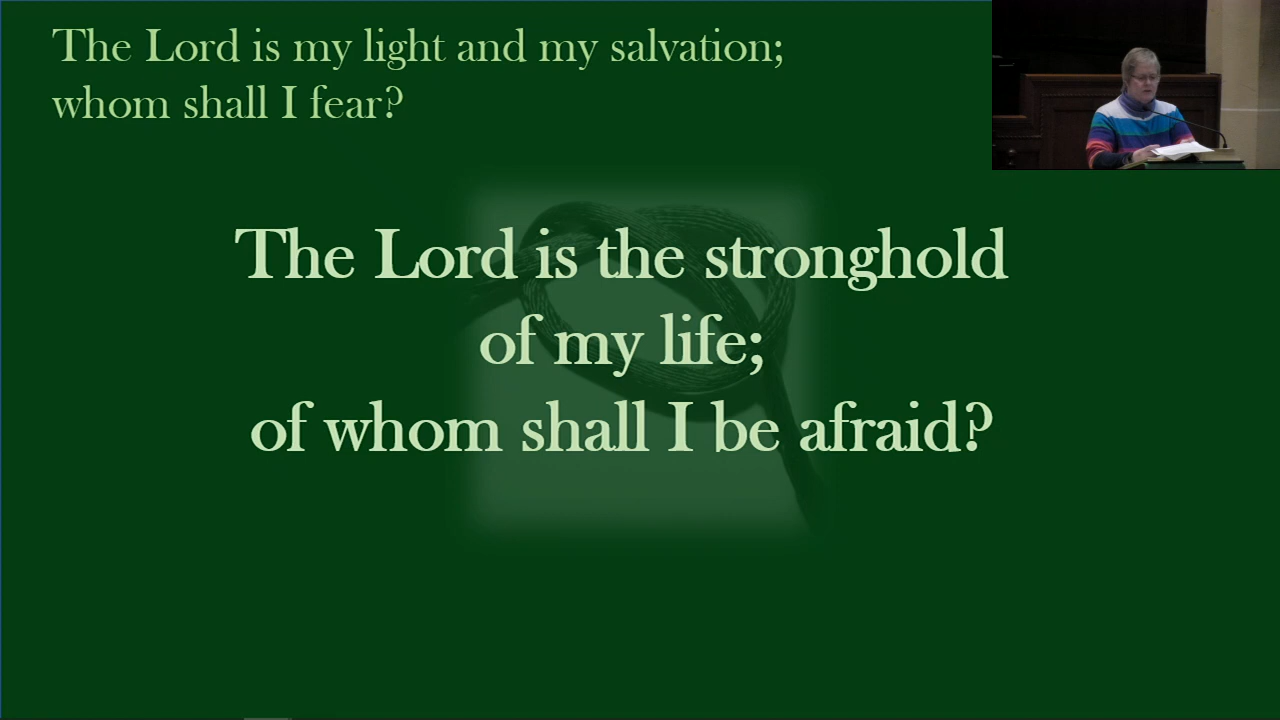 The Lord is my light and my salvation;
whom shall I fear?
The Lord is the stronghold
of my life;
of whom shall I be afraid?